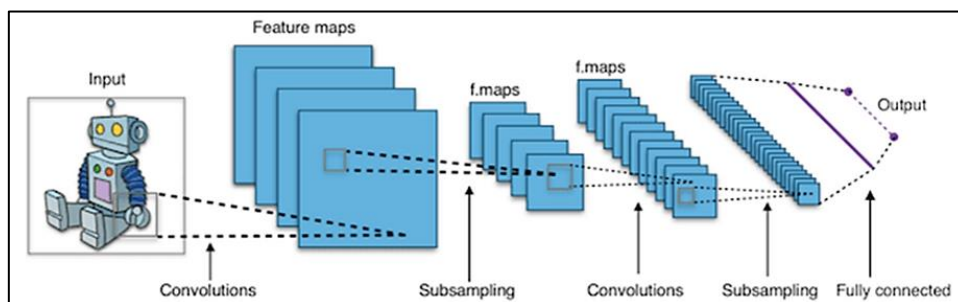 Feature maps
Input
f.maps
f.maps
Output
Convolutions
Subsampling
Convolutions
Subsampling
Fully connected